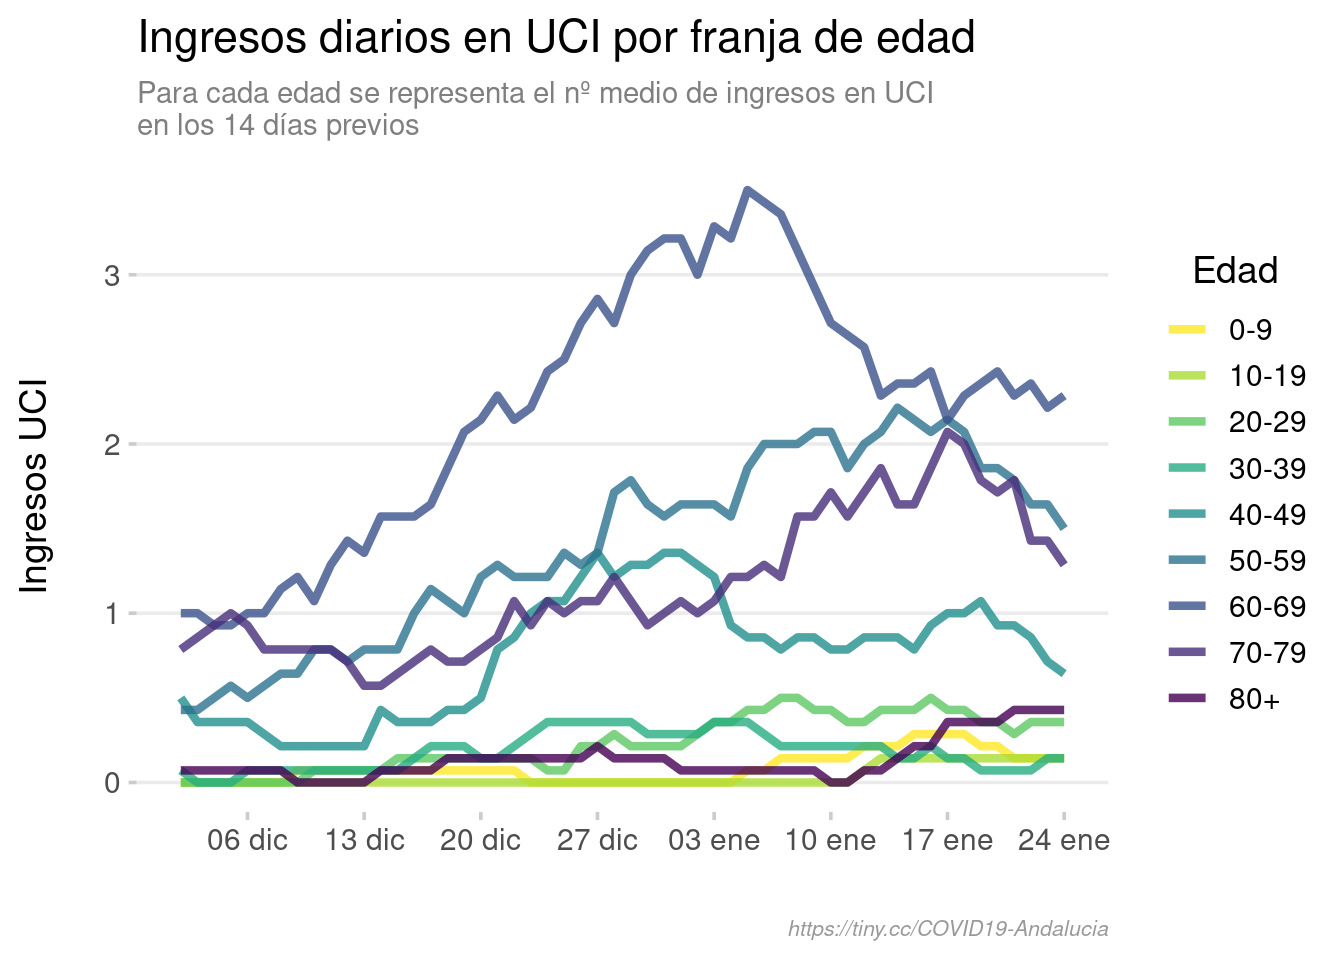 Ingresos diarios en UCI por franja de edad
Para cada edad se representa el nº medio de ingresos en UCI
en los 14 días previos
Ingresos UCI
3
2
1
0
06 dic
13 dic
20 dic
27 dic
03 ene
10 ene
17 ene
24 ene
Edad
0-9
10-19
20-29
30-39
40-49
50-59
60-69
70-79
80+
https://tiny.cc/COVID19-Andalucia